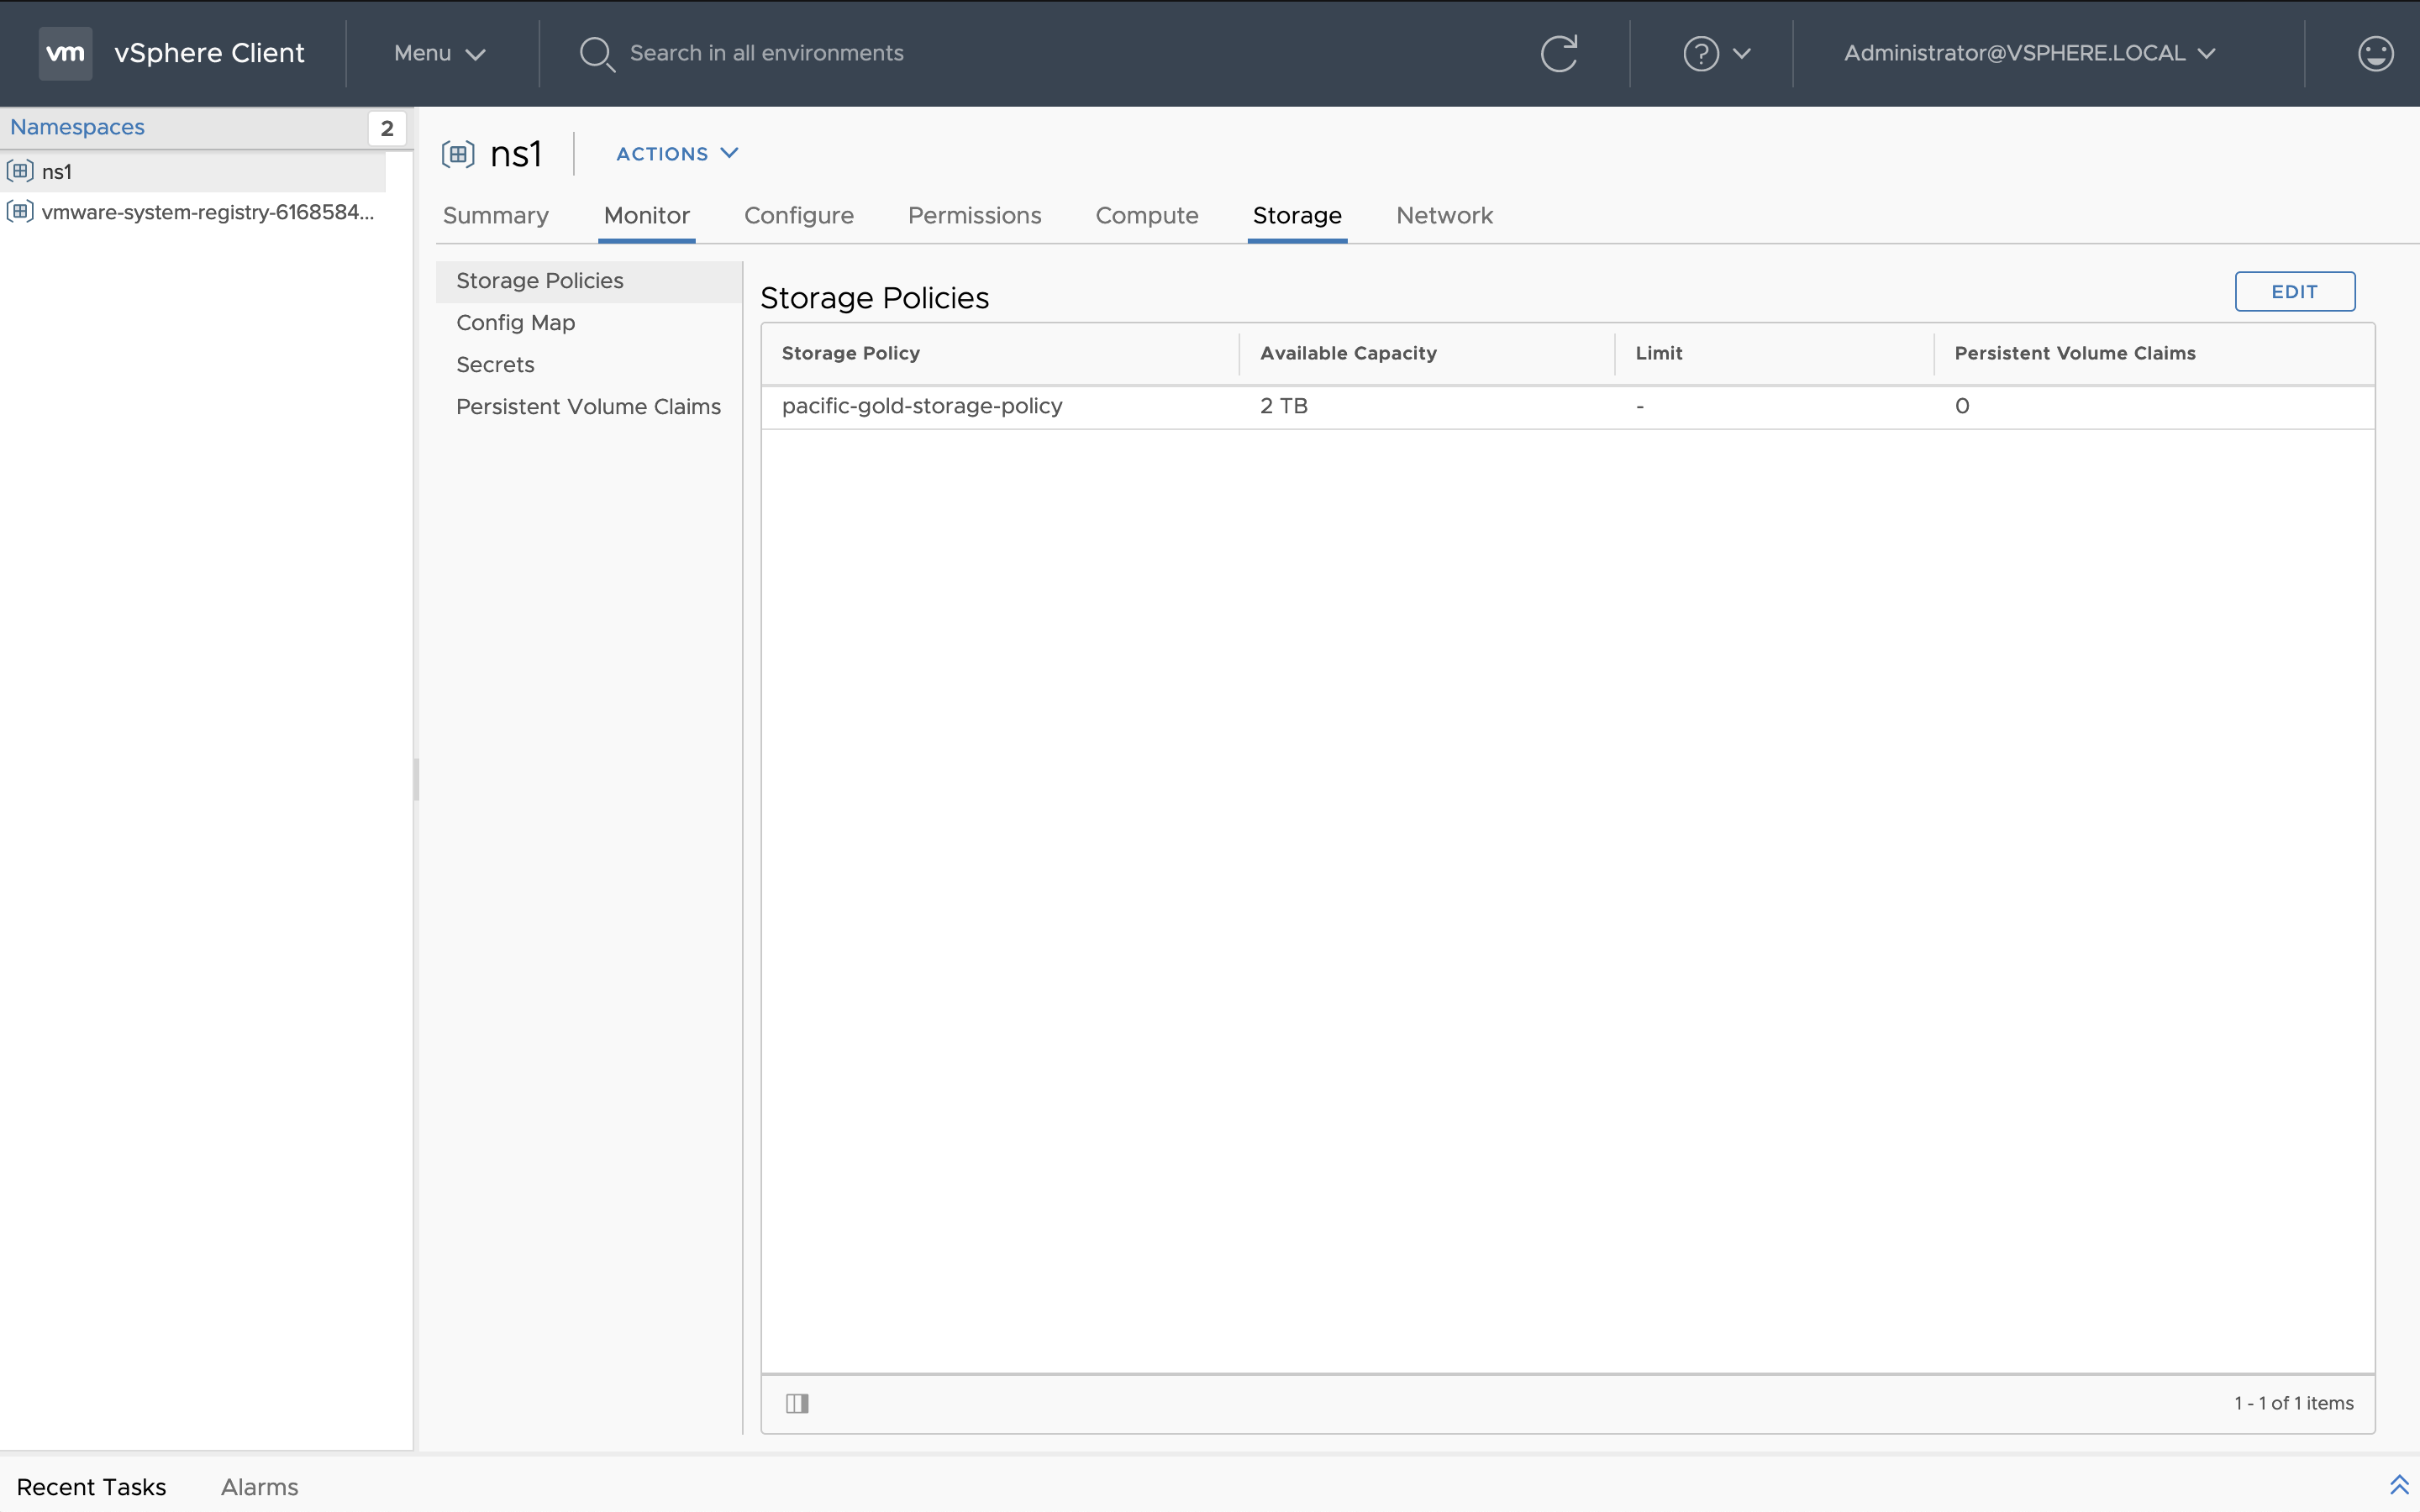 vm vSphere Client Menu Search in all environments ? Administrator@VSPHERE.LOCAL
Namespaces 2
ns1
vmware-system-registry-6168584...
ns1 ACTIONS
Summary Monitor Configure Permissions Compute Storage Network
Storage Policies
Config Map
Secrets
Persistent Volume Claims
Storage Policies EDIT
Storage Policy Available Capacity Limit Persistent Volume Claims
pacific-gold-storage-policy 2 TB - 0
1 - 1 of 1 items
Recent Tasks Alarms